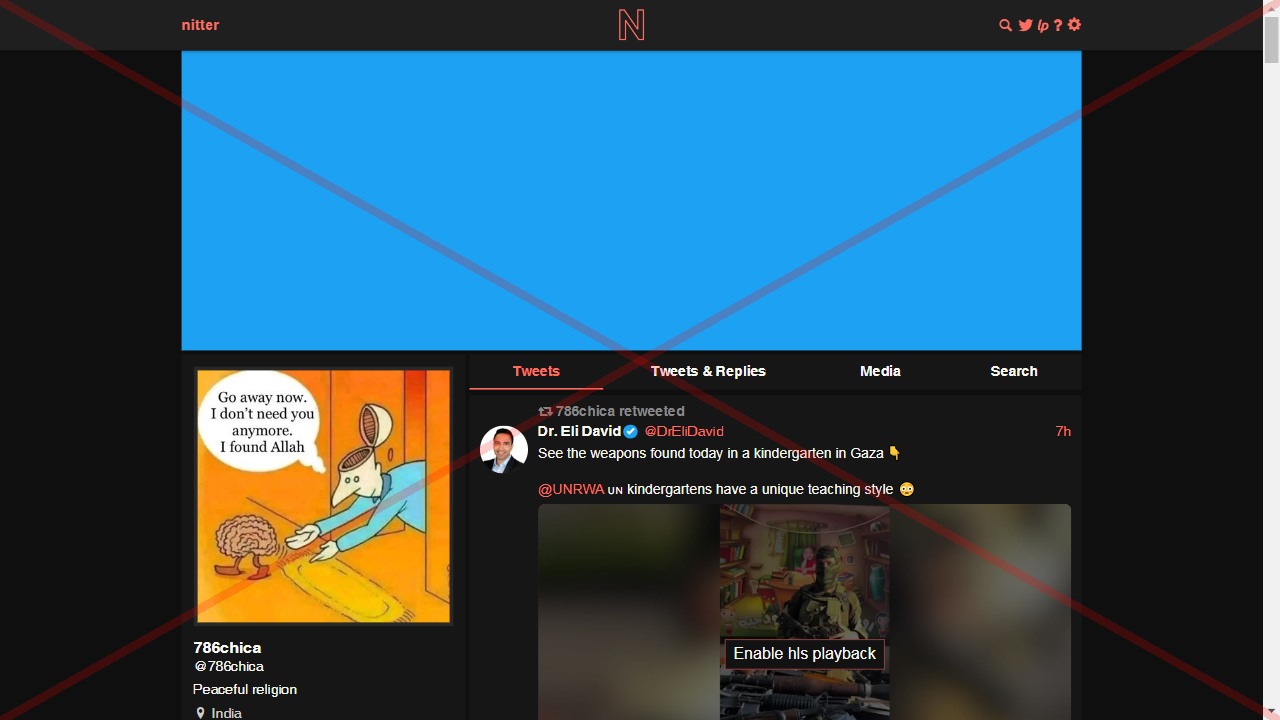 nitter
Go away now.
I don't need you
anymore.
I found Allah
786chica
@786chica
Peaceful religion
India
Tweets
Tweets & Replies
Media
Search
786chica retweeted
Dr. Eli David @DrEliDavid 7h
See the weapons found today in a kindergarten in Gaza 👇
@UNRWA 🇺🇳 kindergartens have a unique teaching style 😳
Enable hls playback